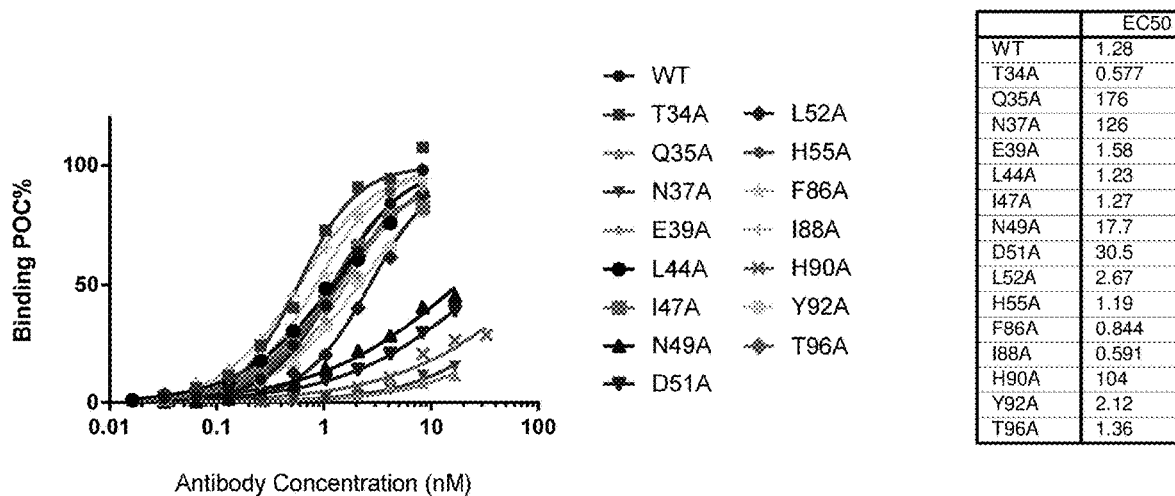 Binding POC%
100
50
0
0.01
0.1
1
10
100
Antibody Concentration (nM)
WT
T34A
Q35A
N37A
E39A
L44A
I47A
N49A
D51A
L52A
H55A
F86A
I88A
H90A
Y92A
T96A
EC50
WT 1.28
T34A 0.577
Q35A 176
N37A 126
E39A 1.58
L44A 1.23
I47A 1.27
N49A 17.7
D51A 30.5
L52A 2.67
H55A 1.19
F86A 0.844
I88A 0.591
H90A 104
Y92A 2.12
T96A 1.36